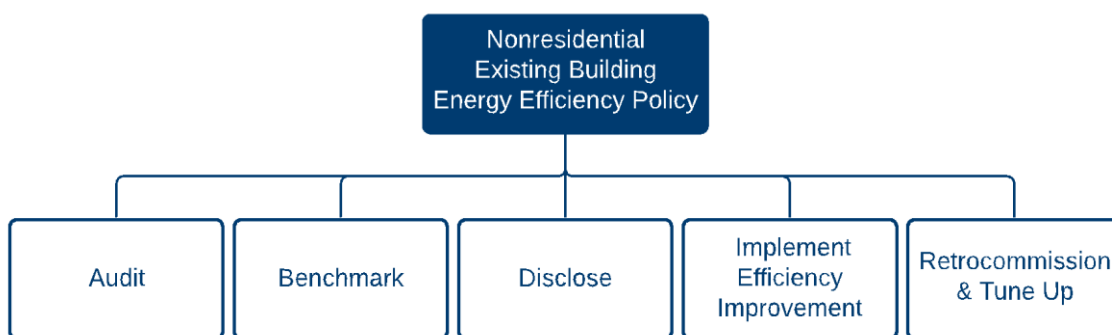 Nonresidential
Existing Building
Energy Efficiency Policy
Audit
Benchmark
Disclose
Implement
Efficiency
Improvement
Retrocommission
& Tune Up